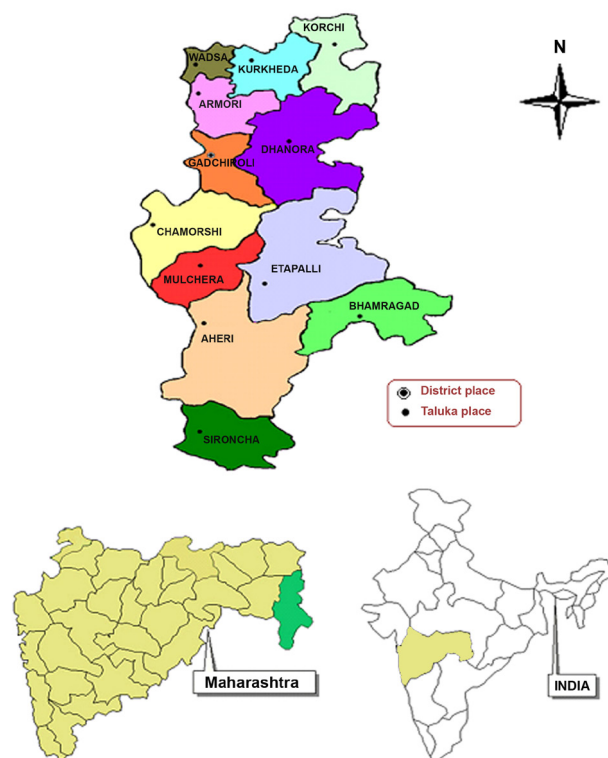 KORCHI
N
WADSA
KURKHEDA
ARMORI
DHANORA
GADCHIROLI
CHAMORSHI
MULCHERA
ETAPALLI
BHAMRAGAD
AHERI
District place
Taluka place
SIRONCHA
Maharashtra
INDIA